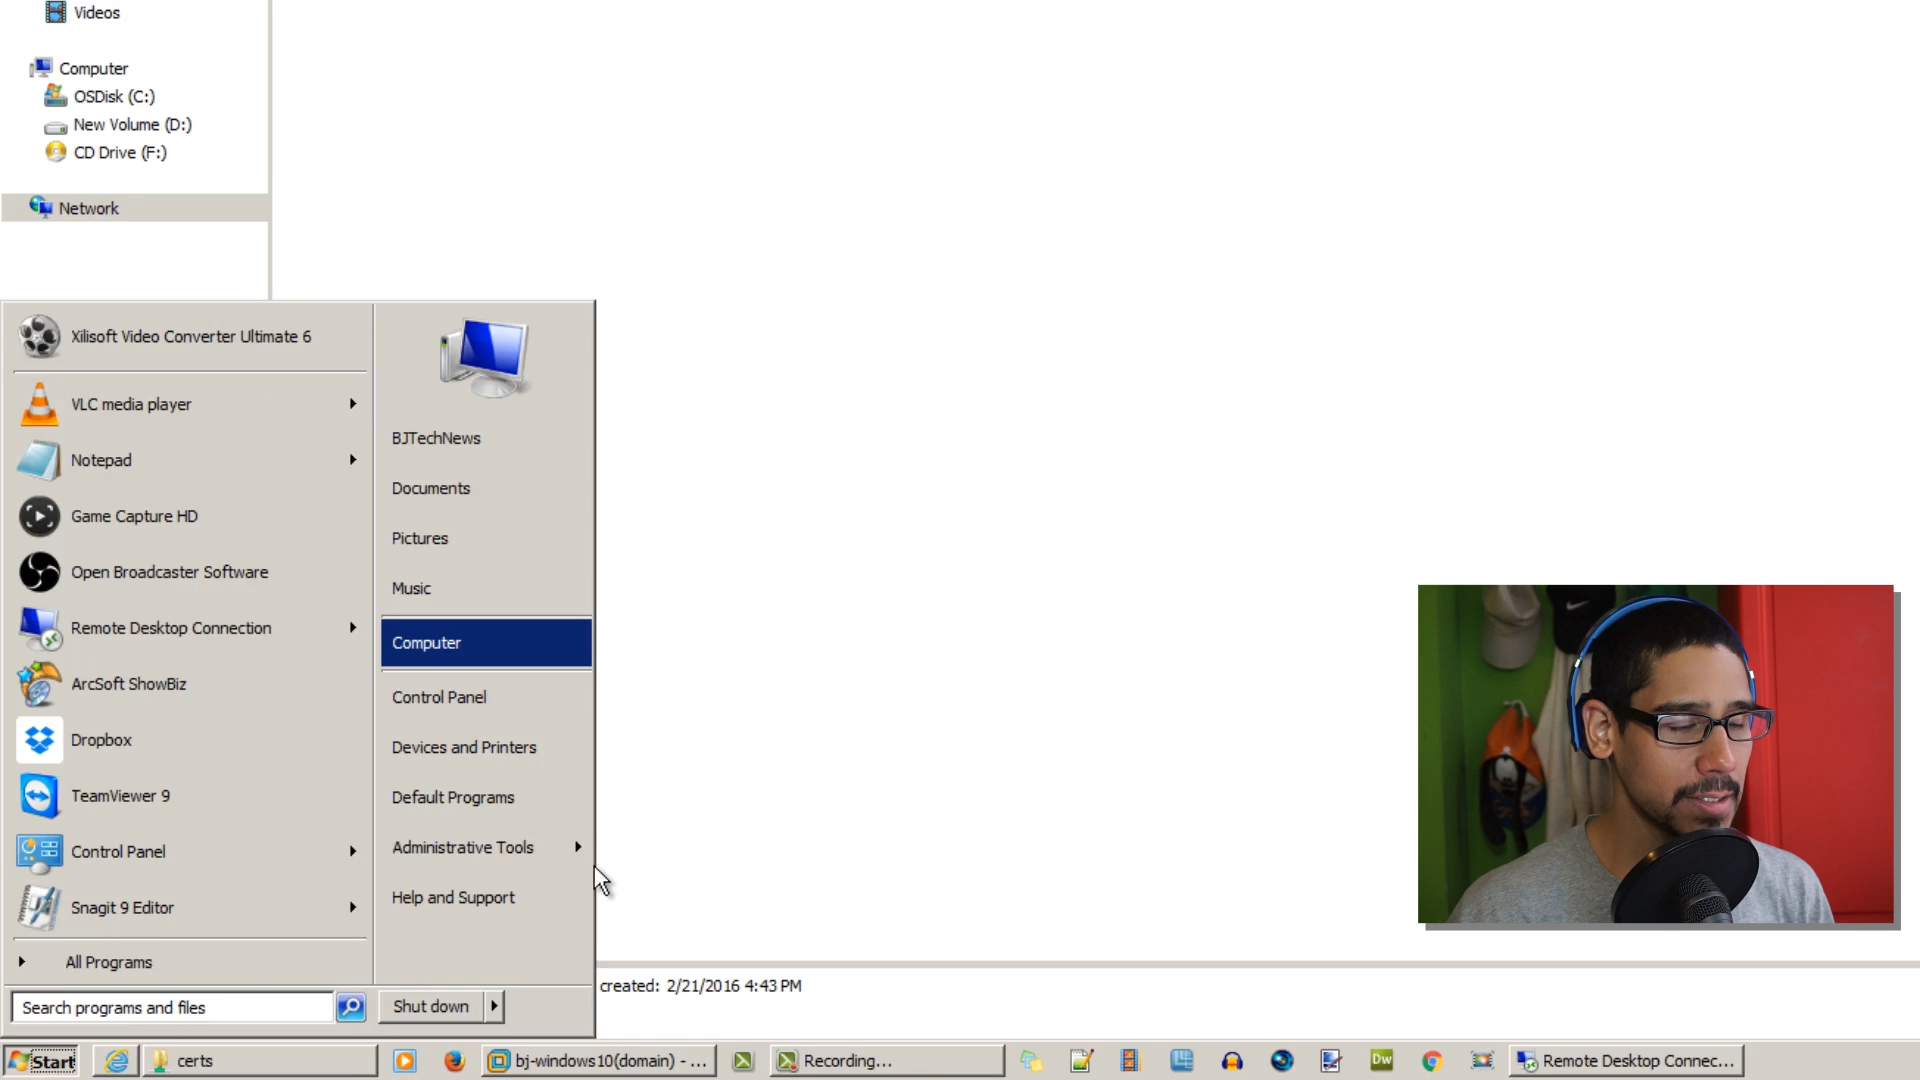 Videos
Computer
OSDisk (C:)
New Volume (D:)
CD Drive (F:)
Network
Xilisoft Video Converter Ultimate 6
VLC media player
Notepad
Game Capture HD
Open Broadcaster Software
Remote Desktop Connection
ArcSoft ShowBiz
Dropbox
TeamViewer 9
Control Panel
Snagit 9 Editor
All Programs
Search programs and files
BJTechNews
Documents
Pictures
Music
Computer
Control Panel
Devices and Printers
Default Programs
Administrative Tools
Help and Support
Shut down
created: 2/21/2016 4:43 PM
Start
certs
bj-windows10(domain) - ...
Recording...
Dw
Remote Desktop Connec...